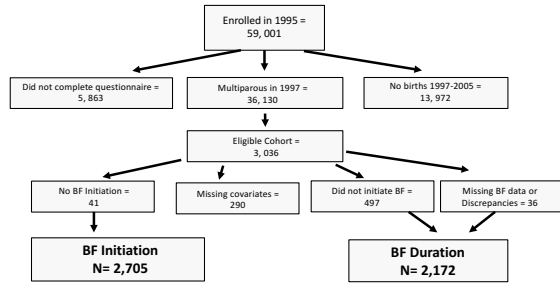 Enrolled in 1995 =
59, 001
Did not complete questionnaire =
5, 863
Multiparous in 1997 =
36, 130
No births 1997-2005 =
13, 972
Eligible Cohort =
3, 036
No BF Initiation =
41
Missing covariates =
290
Did not initiate BF =
497
Missing BF data or
Discrepancies = 36
BF Initiation
N= 2,705
BF Duration
N= 2,172